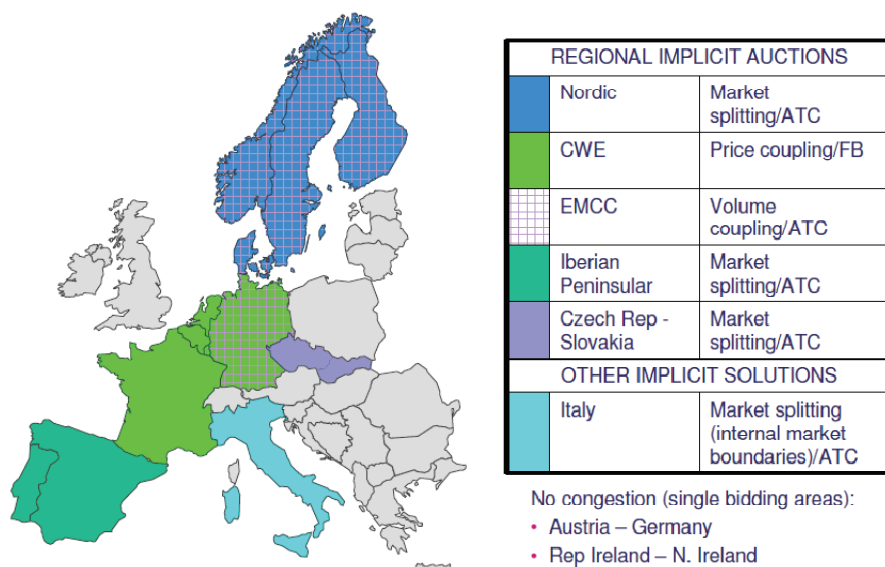 REGIONAL IMPLICIT AUCTIONS
Nordic
Market
splitting/ATC
CWE
Price coupling/FB
EMCC
Volume
coupling/ATC
Iberian
Peninsular
Market
splitting/ATC
Czech Rep -
Slovakia
Market
splitting/ATC
OTHER IMPLICIT SOLUTIONS
Italy
Market splitting
(internal market
boundaries)/ATC
No congestion (single bidding areas):
• Austria – Germany
• Rep Ireland – N. Ireland